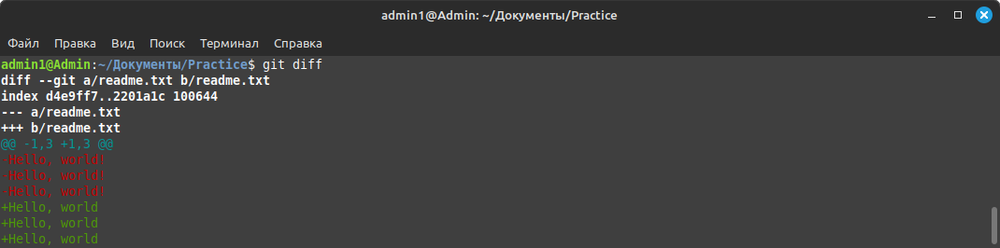 admin1@Admin: ~/Документы/Practice
Файл Правка Вид Поиск Терминал Справка
admin1@Admin:~/Документы/Practice$ git diff
diff --git a/readme.txt b/readme.txt
index d4e9ff7..2201a1c 100644
--- a/readme.txt
+++ b/readme.txt
@@ -1,3 +1,3 @@
-Hello, world!
-Hello, world!
-Hello, world!
+Hello, world
+Hello, world
+Hello, world